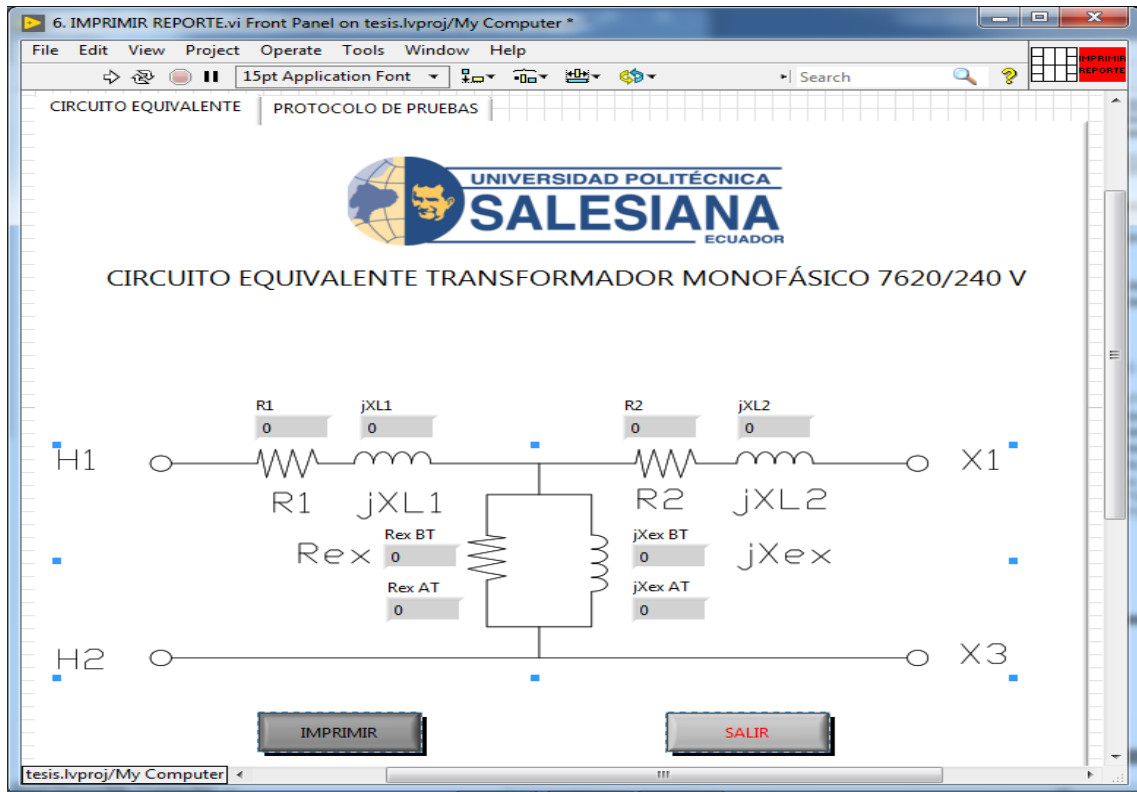 6. IMPRIMIR REPORTE.vi Front Panel on tesis.lvproj/My Computer *
File Edit View Project Operate Tools Window Help
15pt Application Font Search
IMPRIMIR
REPORTE
CIRCUITO EQUIVALENTE PROTOCOLO DE PRUEBAS
UNIVERSIDAD POLITÉCNICA
SALESIANA
ECUADOR
CIRCUITO EQUIVALENTE TRANSFORMADOR MONOFÁSICO 7620/240 V
R1 jXL1 R2 jXL2
0 0 0 0
H1 X1
R1 jXL1 R2 jXL2
Rex BT jXex BT
Rex 0 0 jXex
Rex AT jXex AT
0 0
H2 X3
IMPRIMIR SALIR
tesis.lvproj/My Computer